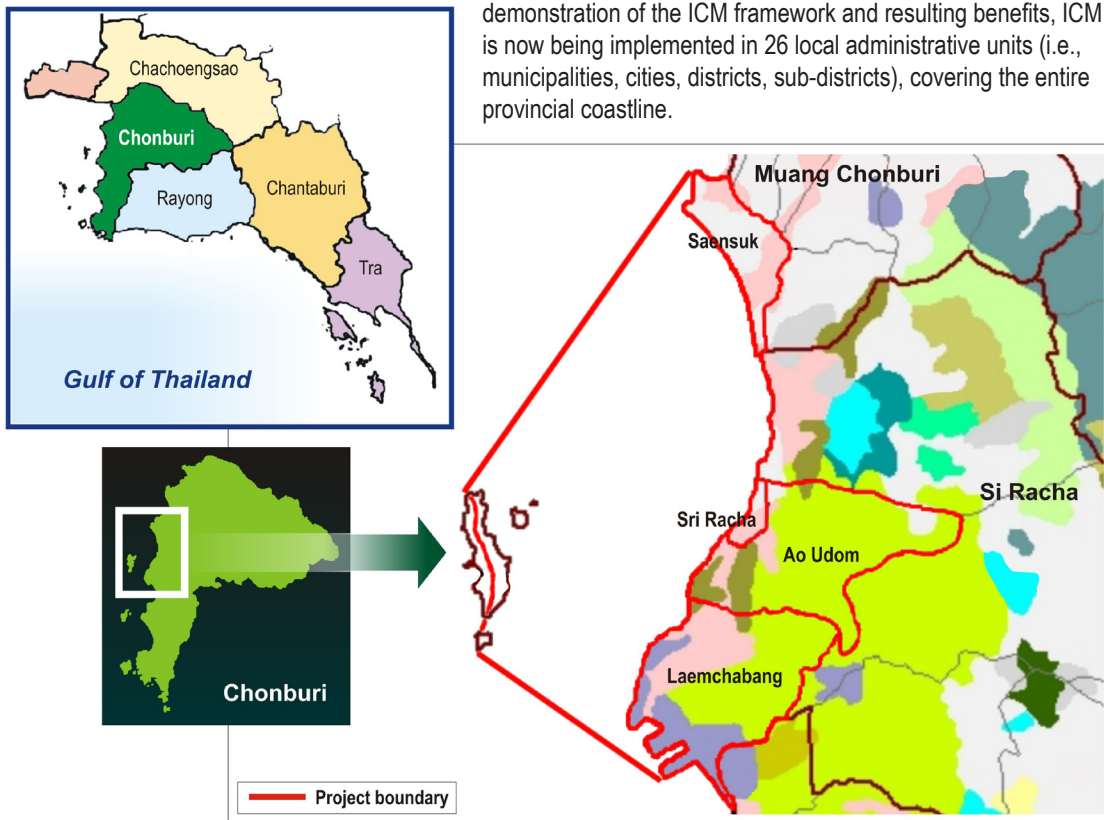 demonstration of the ICM framework and resulting benefits, ICM
is now being implemented in 26 local administrative units (i.e.,
municipalities, cities, districts, sub-districts), covering the entire
provincial coastline.
Chachoengsao
Chonburi
Rayong
Chantaburi
Tra
Gulf of Thailand
Chonburi
Muang Chonburi
Saensuk
Si Racha
Sri Racha
Ao Udom
Laemchabang
Project boundary